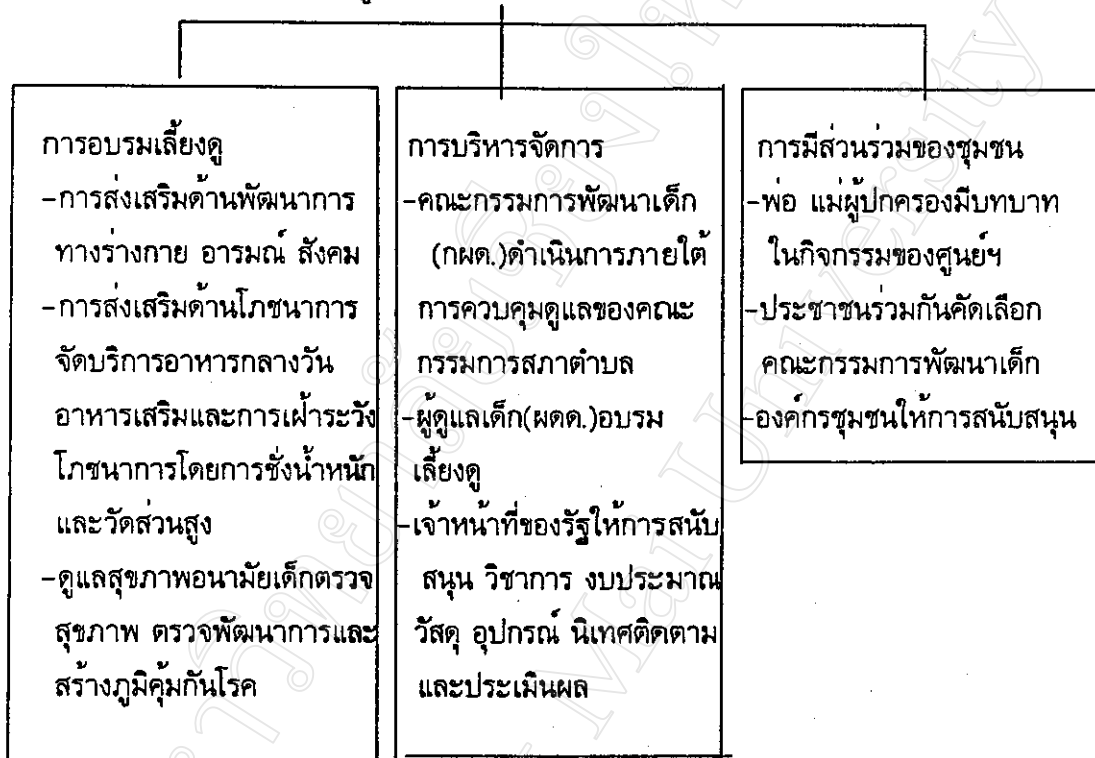 การอบรมเลี้ยงดู
-การส่งเสริมด้านพัฒนาการ
ทางร่างกาย อารมณ์ สังคม
-การส่งเสริมด้านโภชนาการ
จัดบริการอาหารกลางวัน
อาหารเสริมและการเฝ้าระวัง
โภชนาการโดยการชั่งน้ำหนัก
และวัดส่วนสูง
-ดูแลสุขภาพอนามัยเด็กตรวจ
สุขภาพ ตรวจพัฒนาการและ
สร้างภูมิคุ้มกันโรค
การบริหารจัดการ
-คณะกรรมการพัฒนาเด็ก
(กผด.)ดำเนินการภายใต้
การควบคุมดูแลของคณะ
กรรมการสภาตำบล
-ผู้ดูแลเด็ก(ผดด.)อบรม
เลี้ยงดู
-เจ้าหน้าที่ของรัฐให้การสนับ
สนุน วิชาการ งบประมาณ
วัสดุ อุปกรณ์ นิเทศติดตาม
และประเมินผล
การมีส่วนร่วมของชุมชน
-พ่อ แม่ผู้ปกครองมีบทบาท
ในกิจกรรมของศูนย์ฯ
-ประชาชนร่วมกันคัดเลือก
คณะกรรมการพัฒนาเด็ก
-องค์กรชุมชนให้การสนับสนุน
Mai University